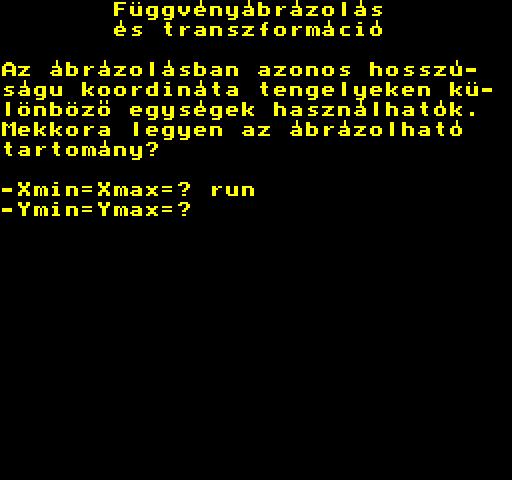 Függvényábrázolás
és transzformáció
Az ábrázolásban azonos hosszú-
ságu koordináta tengelyeken kü-
lönböző egységek használhatók.
Mekkora legyen az ábrázolható
tartomány?
-Xmin=Xmax=? run
-Ymin=Ymax=?